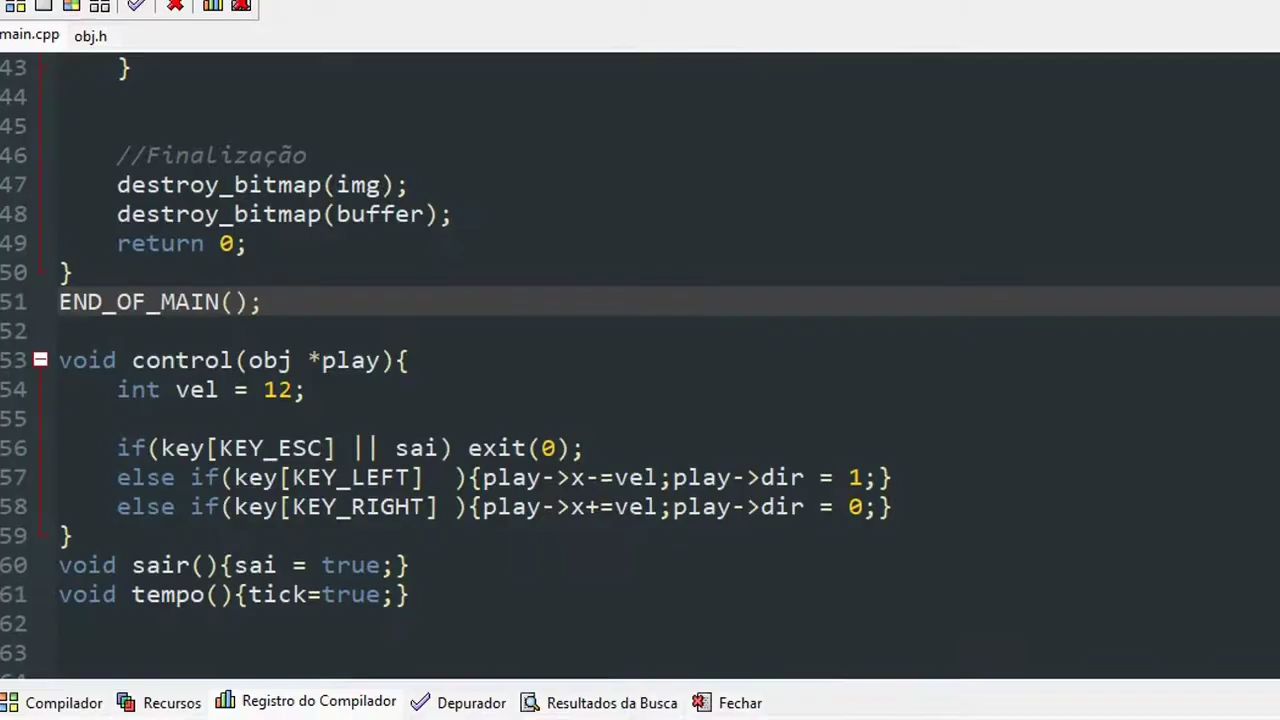 main.cpp obj.h
43 }
44
45
46 //Finalização
47 destroy_bitmap(img);
48 destroy_bitmap(buffer);
49 return 0;
50 }
51 END_OF_MAIN();
52
53 void control(obj *play){
54 int vel = 12;
55
56 if(key[KEY_ESC] || sai) exit(0);
57 else if(key[KEY_LEFT]  ){play->x-=vel;play->dir = 1;}
58 else if(key[KEY_RIGHT] ){play->x+=vel;play->dir = 0;}
59 }
60 void sair(){sai = true;}
61 void tempo(){tick=true;}
62
63
Compilador Recursos Registro do Compilador Depurador Resultados da Busca Fechar